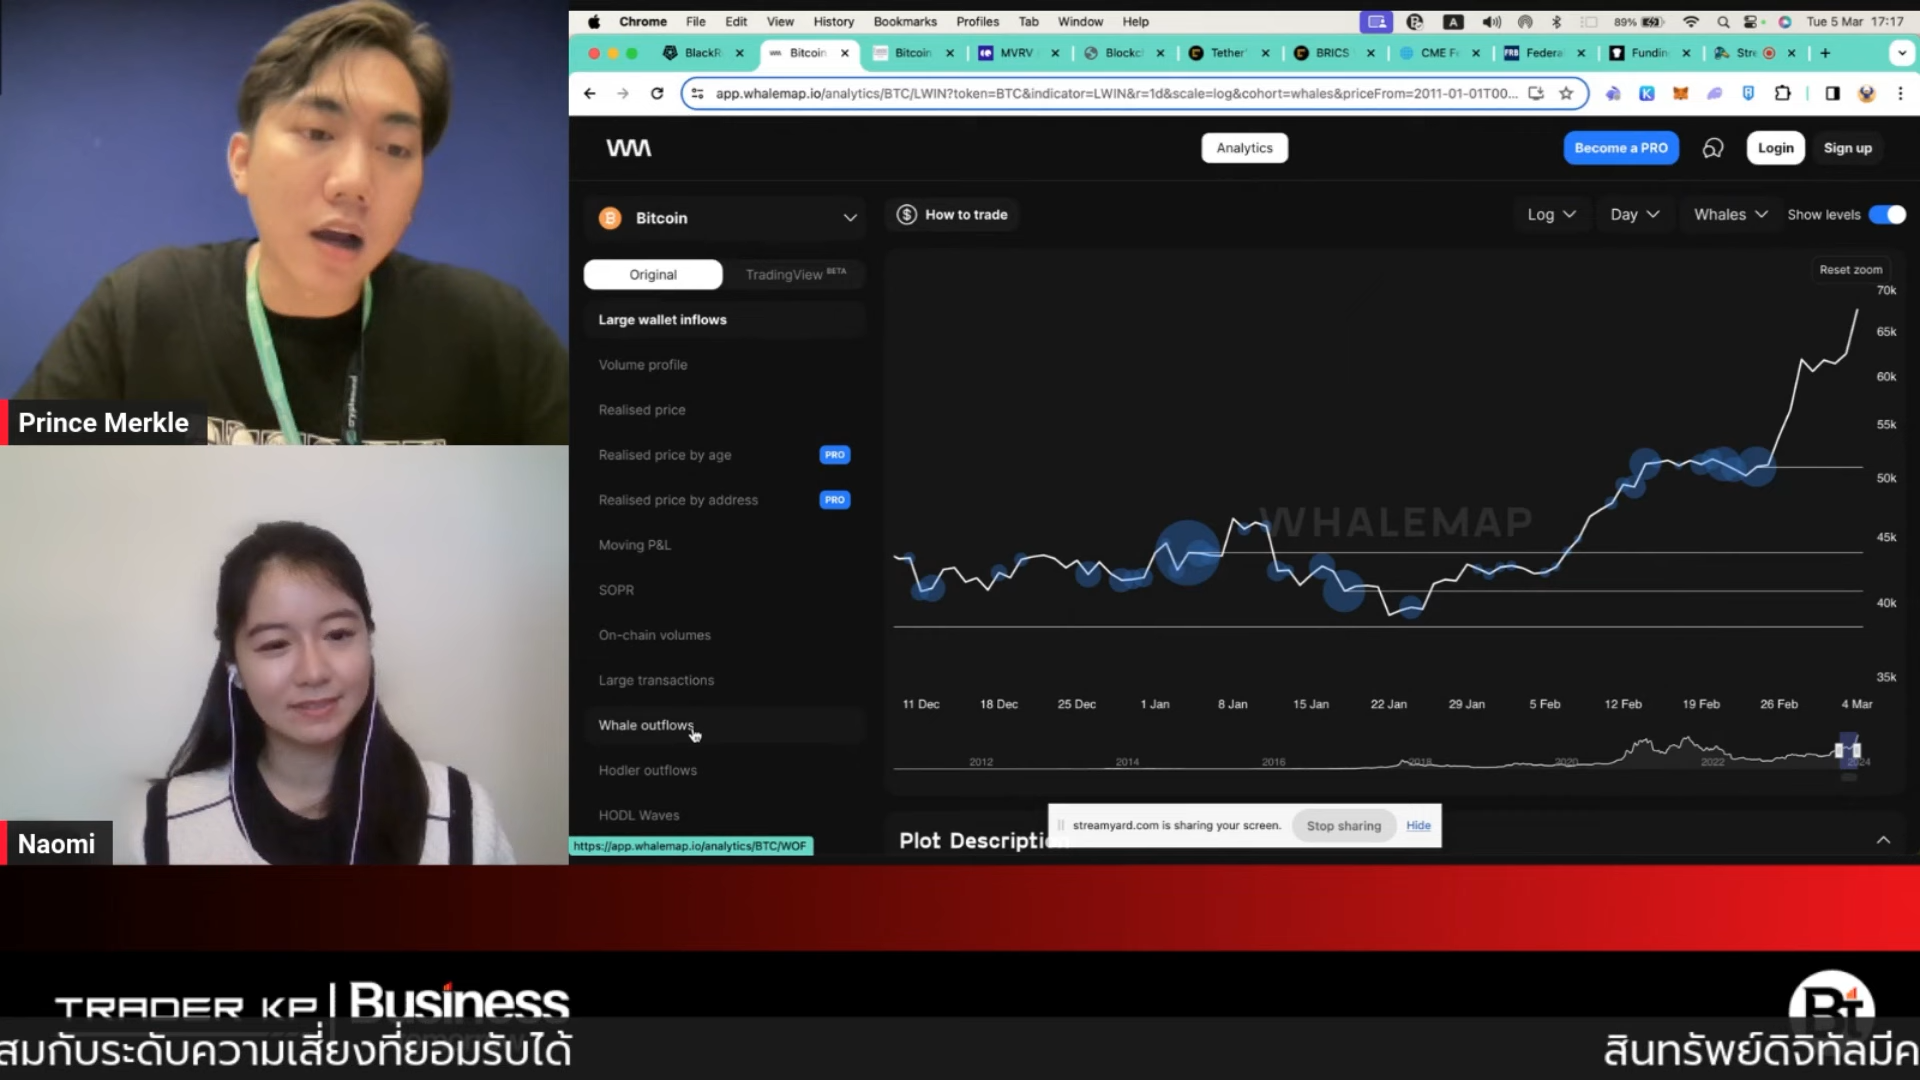 Chrome File Edit View History Bookmarks Profiles Tab Window Help
A 89% Tue 5 Mar 17:17
BlackR Bitcoin Bitcoin MVRV Blockc Tether' BRICS CME F Federa Fundin Stre
app.whalemap.io/analytics/BTC/LWIN?token=BTC&indicator=LWIN&r=1d&scale=log&cohort=whales&priceFrom=2011-01-01T00...
Analytics
Become a PRO
Login
Sign up
Bitcoin
How to trade
Log
Day
Whales
Show levels
Original
TradingView BETA
Reset zoom
Large wallet inflows
Volume profile
Realised price
Realised price by age PRO
Realised price by address PRO
Moving P&L
SOPR
On-chain volumes
Large transactions
Whale outflows
Hodler outflows
HODL Waves
https://app.whalemap.io/analytics/BTC/WOF
WHALEMAP
70k
65k
60k
55k
50k
45k
40k
35k
11 Dec 18 Dec 25 Dec 1 Jan 8 Jan 15 Jan 22 Jan 29 Jan 5 Feb 12 Feb 19 Feb 26 Feb 4 Mar
2012 2014 2016 2018 2020 2022 2024
streamyard.com is sharing your screen.
Stop sharing
Hide
Plot Descripti
Prince Merkle
Naomi
TRADER KP | Business
Bt
สมกับระดับความเสี่ยงที่ยอมรับได้
สินทรัพย์ดิจิทัลมีค